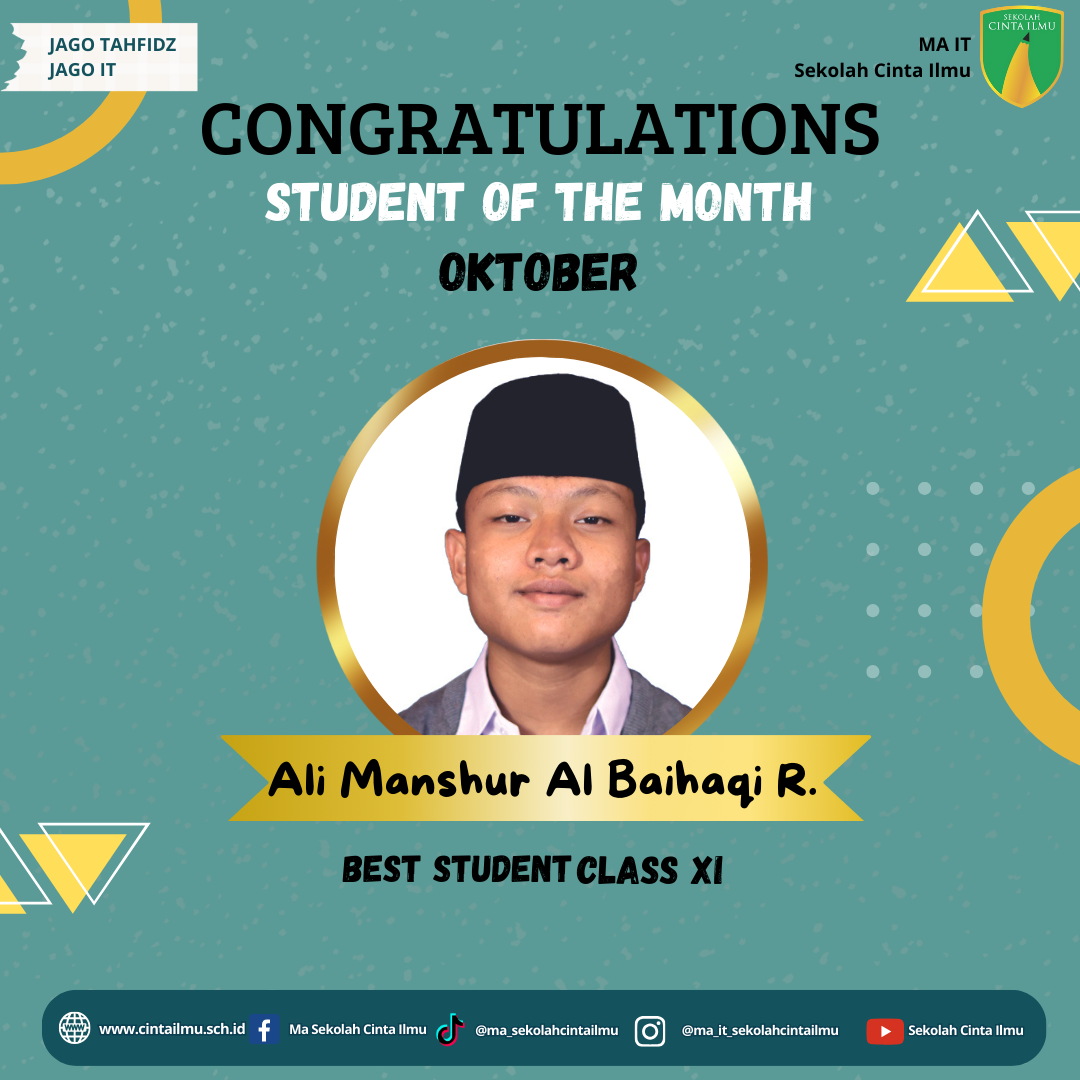 JAGO TAHFIDZ
JAGO IT
MA IT
Sekolah Cinta Ilmu
SEKOLAH
CINTA ILMU
CONGRATULATIONS
STUDENT OF THE MONTH
OKTOBER
Ali Manshur Al Baihaqi R.
BEST STUDENT CLASS XI
WWW
www.cintailmu.sch.id
Ma Sekolah Cinta Ilmu
@ma_sekolahcintailmu
@ma_it_sekolahcintailmu
Sekolah Cinta Ilmu